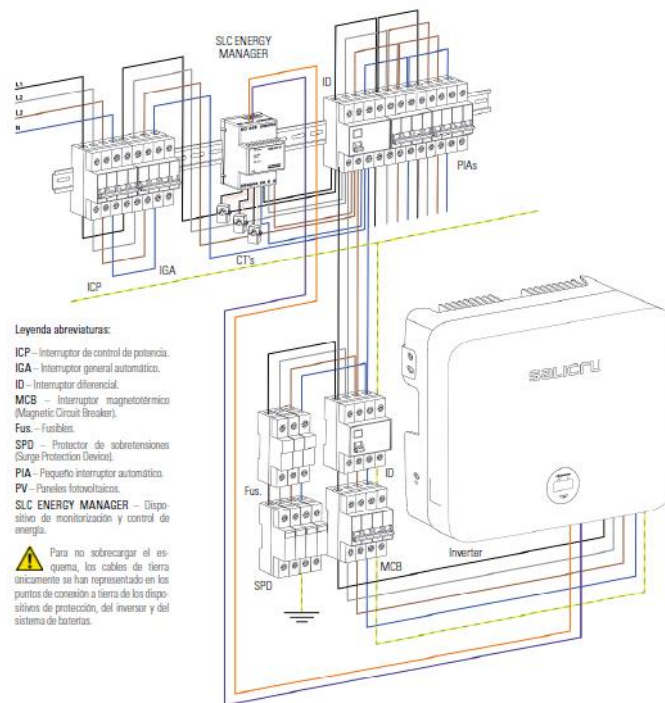 SLC ENERGY
MANAGER
ID
L1
L2
L3
N
PIAs
IGA
ICP
CT's
Leyenda abreviaturas:
ICP – Interruptor de control de potencia.
IGA – Interruptor general automático.
ID – Interruptor diferencial.
MCB – Interruptor magnetotérmico
(Magnetic Circuit Breaker).
Fus. – Fusibles.
SPD – Protector de sobretensiones
(Surge Protection Device).
PIA – Pequeño interruptor automático.
PV – Paneles fotovoltaicos.
SLC ENERGY MANAGER – Dispo-
sitivo de monitorización y control de
energía.
Para no sobrecargar el es-
quema, los cables de tierra
únicamente se han representado en los
puntos de conexión a tierra de los dispo-
sitivos de protección, del inversor y del
sistema de baterías.
salicru
Fus.
ID
SPD
MCB
Inverter